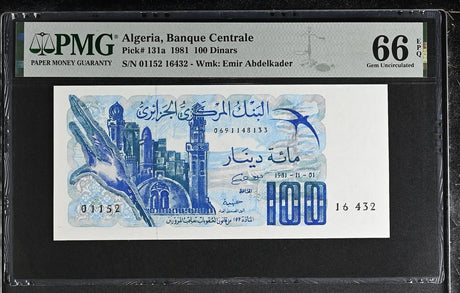 PMG
PAPER MONEY GUARANTY
Algeria, Banque Centrale
Pick# 131a 1981 100 Dinars
S/N 01152 16432 - Wmk: Emir Abdelkader
66 EPQ
Gem Uncirculated
البنك المركزي الجزائري
0691148133
مائة دينار
1981-11-01
المحافظ
01152
100
16 432